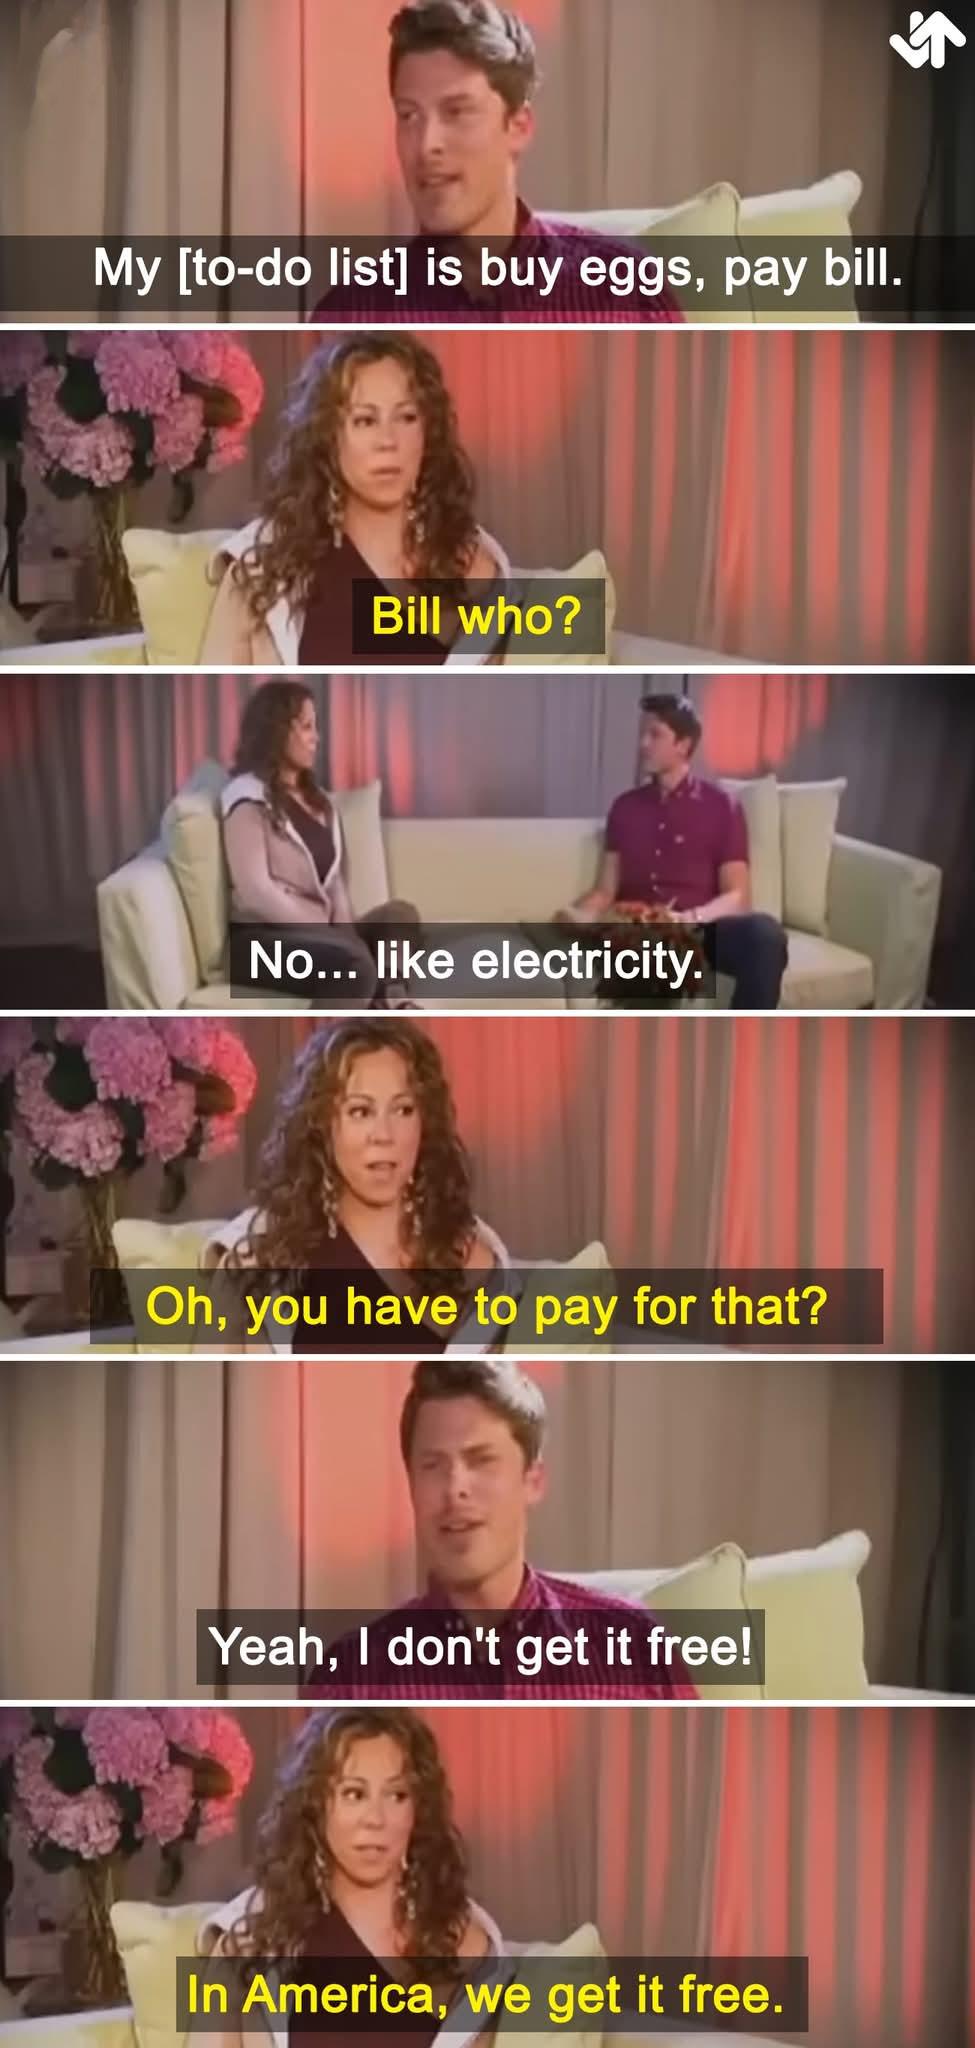 My [to-do list] is buy eggs, pay bill.
Bill who?
No... like electricity.
Oh, you have to pay for that?
Yeah, I don't get it free!
In America, we get it free.